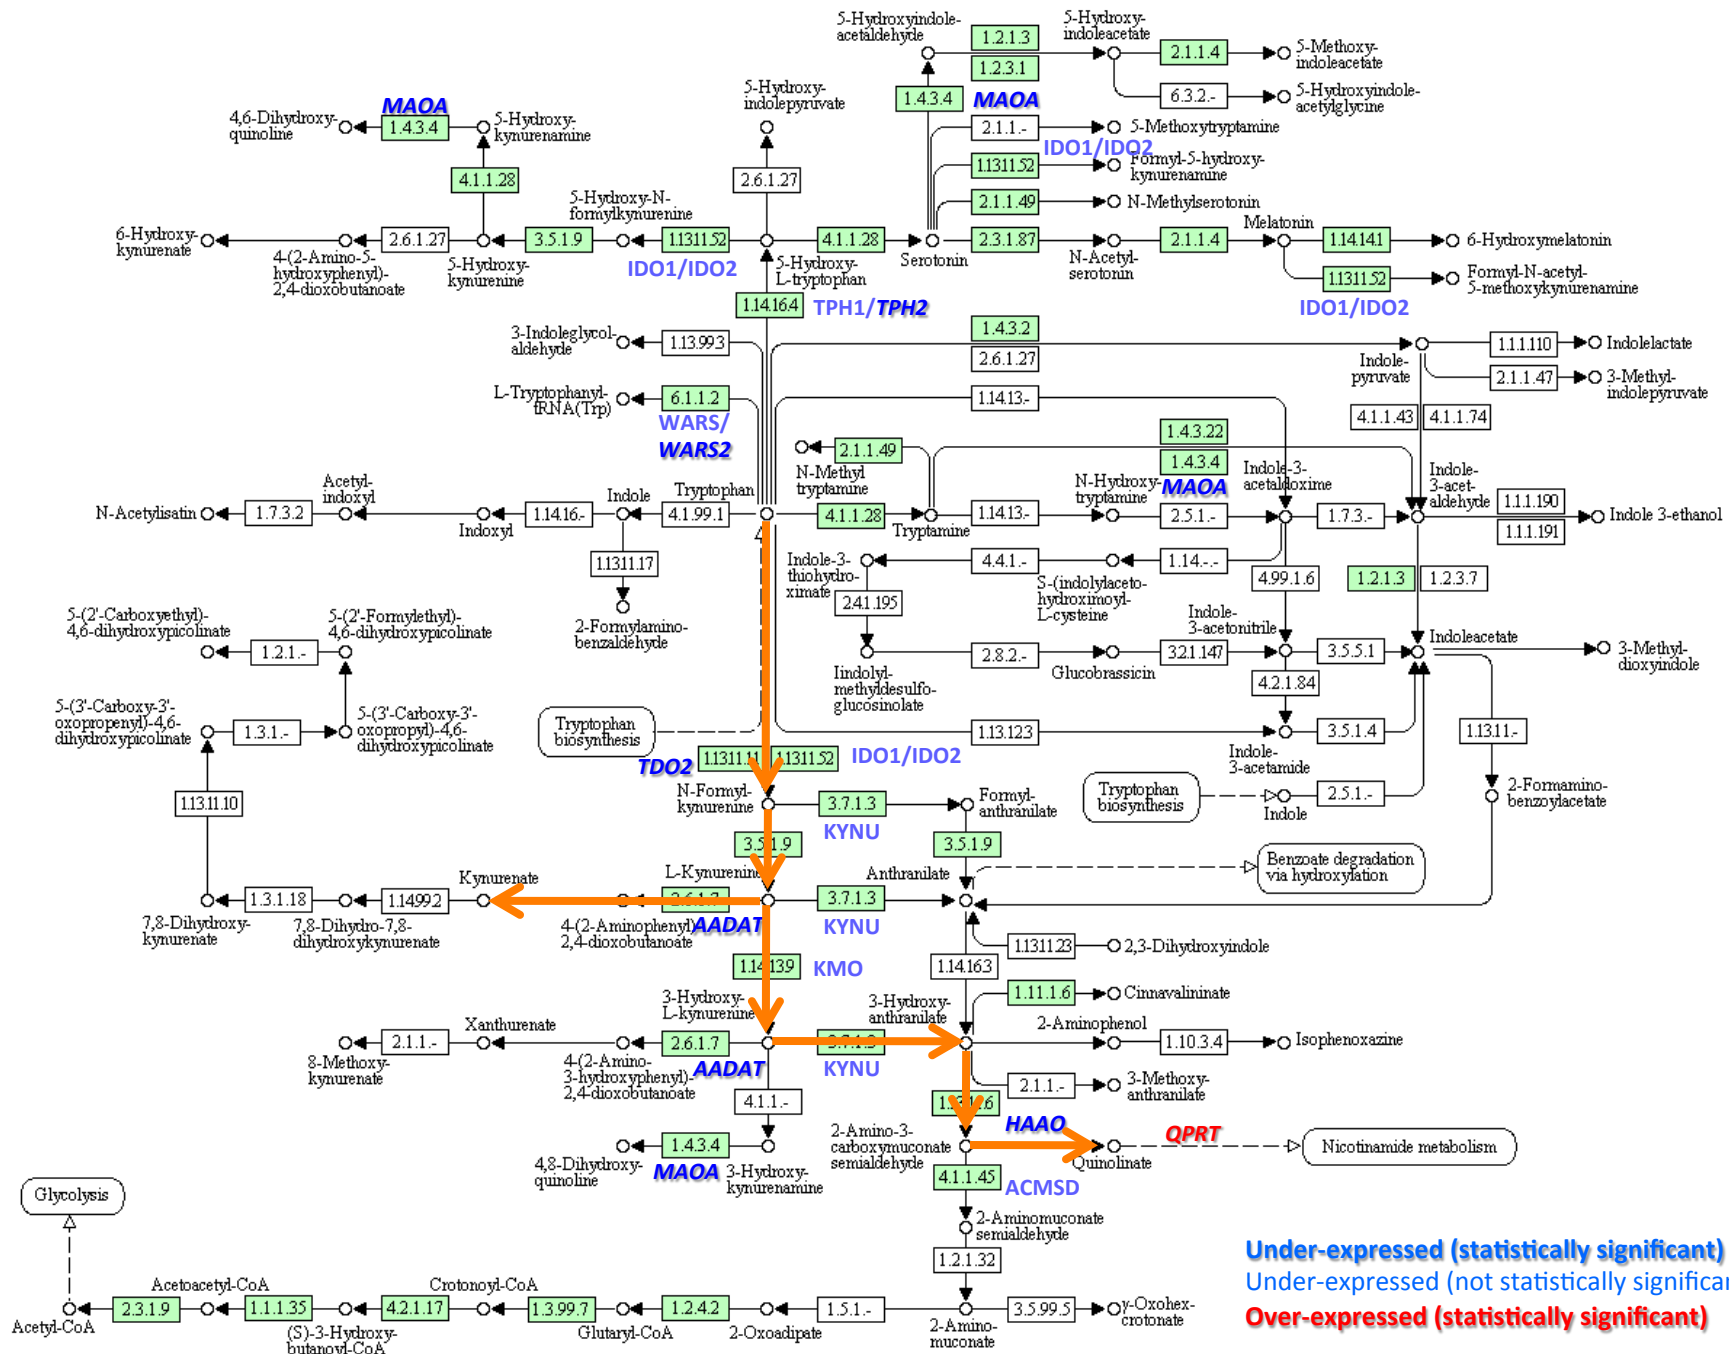 5-Hydroxyindole-
acetaldehyde
1.2.1.3
5-Hydroxy-
indoleacetate
2.1.1.4
5-Methoxy-
indoleacetate
1.2.3.1
MAOA
1.4.3.4
6.3.2.-
5-Hydroxyindole-
acetylglycine
MAOA
4,6-Dihydroxy-
quinoline
1.4.3.4
5-Hydroxy-
kynurenamine
5-Hydroxy-
indolepyruvate
2.1.1.-
5-Methoxytryptamine
IDO1/IDO2
4.1.1.28
2.6.1.27
1.1311.52
Formyl-5-hydroxy-
kynurenamine
5-Hydroxy-N-
formylkynurenine
2.1.1.49
N-Methylserotonin
6-Hydroxy-
kynurenate
4-(2-Amino-5-
hydroxyphenyl)-
2,4-dioxobutanoate
2.6.1.27
5-Hydroxy-
kynurenine
3.5.1.9
1.1311.52
IDO1/IDO2
5-Hydroxy-
L-tryptophan
4.1.1.28
Serotonin
2.3.1.87
N-Acetyl-
serotonin
2.1.1.4
Melatonin
1.14.14.1
6-Hydroxymelatonin
1.1311.52
Formyl-N-acetyl-
5-methoxykynurenamine
IDO1/IDO2
1.14.16.4
TPH1/TPH2
3-Indoleglycol-
aldehyde
1.13.99.3
1.4.3.2
2.6.1.27
Indole-
pyruvate
1.1.1.110
Indolelactate
2.1.1.47
3-Methyl-
indolepyruvate
L-Tryptophanyl-
tRNA(Trp)
6.1.1.2
WARS/
WARS2
1.14.13.-
4.1.1.43
4.1.1.74
2.1.1.49
N-Methyl
tryptamine
1.4.3.22
1.4.3.4
MAOA
N-Acetylisatin
1.7.3.2
Acetyl-
indoxyl
Indoxyl
1.14.16.-
Indole
4.1.99.1
Tryptophan
4.1.1.28
Tryptamine
1.14.13.-
N-Hydroxy-
tryptamine
2.5.1.-
Indole-3-
acetaldoxime
1.7.3.-
Indole-
3-acet-
aldehyde
1.1.1.190
1.1.1.191
Indole 3-ethanol
1.1311.17
2-Formylamino-
benzaldehyde
Indole-3-
thiohydro-
ximate
4.4.1.-
S-(indolylaceto-
hydroximoyl)-
L-cysteine
1.14.-.-
4.99.1.6
1.2.1.3
1.2.3.7
2.4.1.195
Indole-
3-acetonitrile
Indoleacetate
5-(2'-Carboxyethyl)-
4,6-dihydroxypicolinate
5-(2'-Formylethyl)-
4,6-dihydroxypicolinate
1.2.1.-
Iindolyl-
methyldesulfo-
glucosinolate
2.8.2.-
Glucobrassicin
3.2.1.147
3.5.5.1
3-Methyl-
dioxyindole
4.2.1.84
5-(3'-Carboxy-3'-
oxopropenyl)-4,6-
dihydroxypicolinate
1.3.1.-
5-(3'-Carboxy-3'-
oxopropyl)-4,6-
dihydroxypicolinate
Tryptophan
biosynthesis
1.13.12.3
Indole-
3-acetamide
3.5.1.4
1.1311.-
TDO2
1.1311.11
1.1311.52
IDO1/IDO2
Tryptophan
biosynthesis
Indole
2.5.1.-
2-Formamino-
benzoylacetate
1.13.11.10
N-Formyl-
kynurenine
3.7.1.3
KYNU
Formyl-
anthranilate
3.5.1.9
3.5.1.9
Benzoate degradation
via hydroxylation
7,8-Dihydroxy-
kynurenate
1.3.1.18
7,8-Dihydro-7,8-
dihydroxykynurenate
1.14.99.2
Kynurenate
4-(2-Aminophenyl)-
2,4-dioxobutanoate
2.6.1.7
AADAT
L-Kynurenine
3.7.1.3
KYNU
Anthranilate
1.1311.23
2,3-Dihydroxyindole
1.14.13.9
KMO
1.14.16.3
3-Hydroxy-
L-kynurenine
3-Hydroxy-
anthranilate
1.11.1.6
Cinnavalininate
2.1.1.-
8-Methoxy-
kynurenate
Xanthurenate
4-(2-Amino-
3-hydroxyphenyl)-
2,4-dioxobutanoate
2.6.1.7
AADAT
3.7.1.3
KYNU
2-Aminophenol
1.10.3.4
Isophenoxazine
2.1.1.-
3-Methoxy-
anthranilate
4.1.1.-
HAAO
4,8-Dihydroxy-
quinoline
1.4.3.4
MAOA
3-Hydroxy-
kynurenamine
2-Amino-3-
carboxymuconate
semialdehyde
Quinolinate
QPRT
Nicotinamide metabolism
4.1.1.45
ACMSD
Glycolysis
2-Aminomuconate
semialdehyde
1.2.1.32
Under-expressed (statistically significant)
Under-expressed (not statistically significa
Over-expressed (statistically significant)
Acetyl-CoA
2.3.1.9
Acetoacetyl-CoA
1.1.1.35
(S)-3-Hydroxy-
butanoyl-CoA
4.2.1.17
Crotonoyl-CoA
1.3.99.7
Glutaryl-CoA
1.2.4.2
2-Oxoadipate
1.5.1.-
2-Amino-
muconate
3.5.99.5
γ-Oxohex-
crotonate